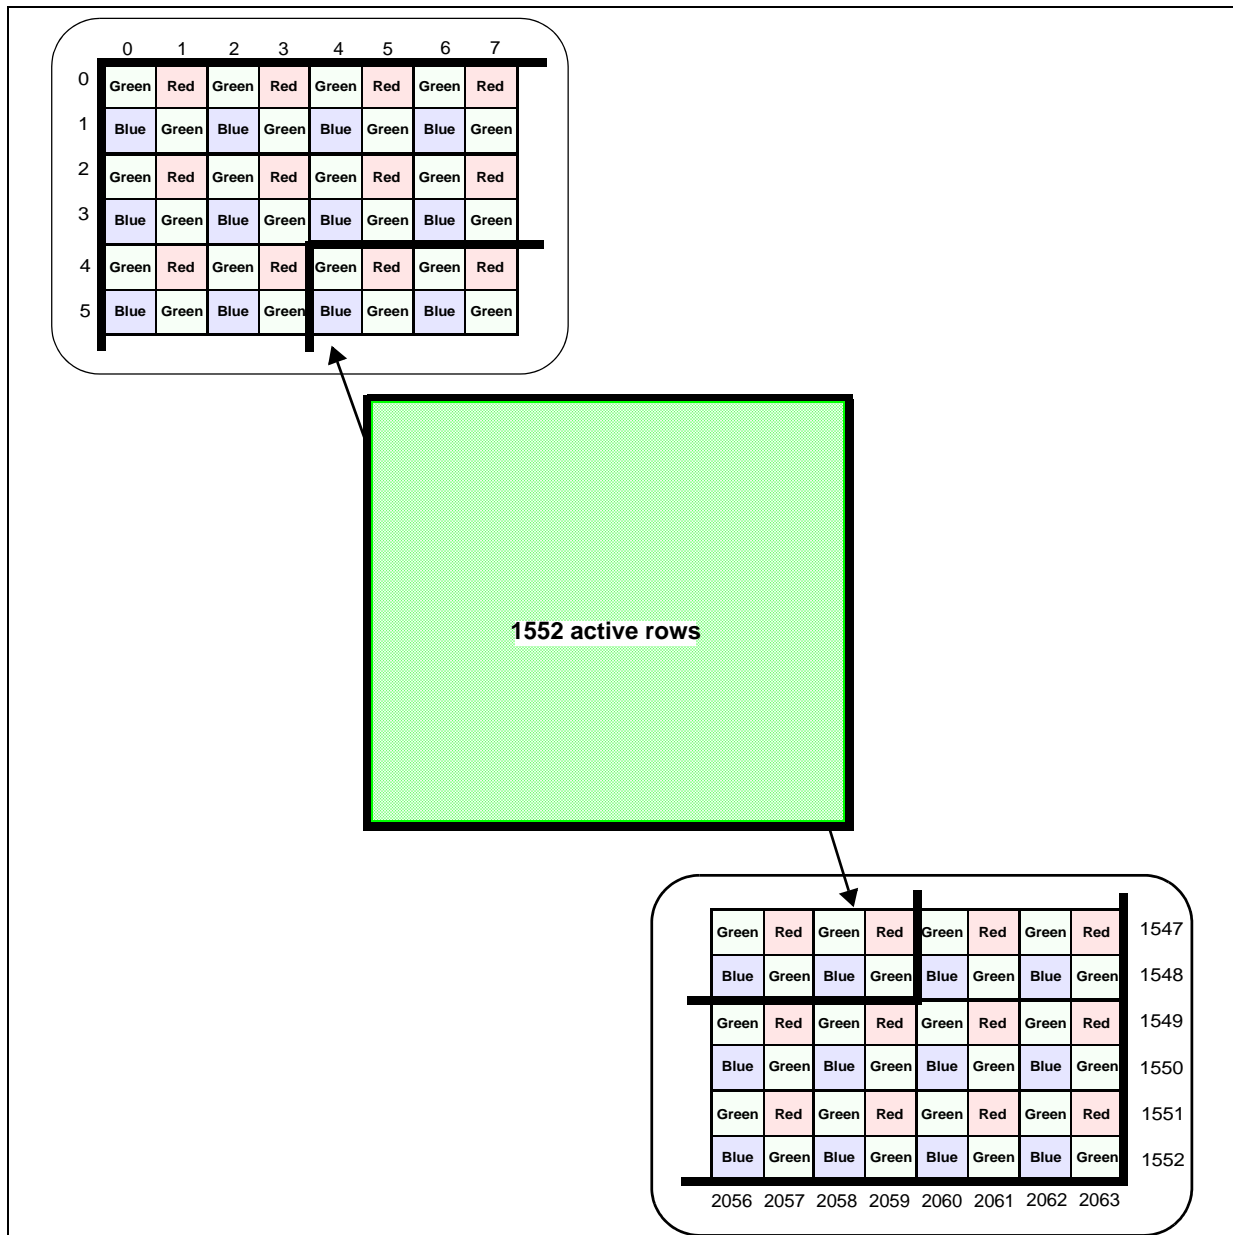 0 1 2 3 4 5 6 7
0 Green Red Green Red Green Red Green Red
1 Blue Green Blue Green Blue Green Blue Green
2 Green Red Green Red Green Red Green Red
3 Blue Green Blue Green Blue Green Blue Green
4 Green Red Green Red Green Red Green Red
5 Blue Green Blue Green Blue Green Blue Green
1552 active rows
Green Red Green Red Green Red Green Red 1547
Blue Green Blue Green Blue Green Blue Green 1548
Green Red Green Red Green Red Green Red 1549
Blue Green Blue Green Blue Green Blue Green 1550
Green Red Green Red Green Red Green Red 1551
Blue Green Blue Green Blue Green Blue Green 1552
2056 2057 2058 2059 2060 2061 2062 2063